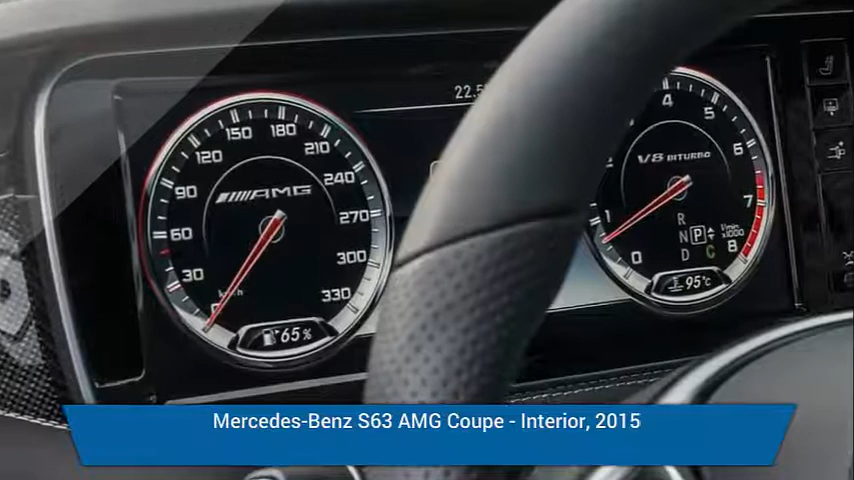 22.5
150 180
120 210
90 240
60 270
30 300
330
km/h
AMG
65%
4
5
6
7
8
1
0
V8 BITURBO
R
N P
D C
1/min
x1000
95°C
Mercedes-Benz S63 AMG Coupe - Interior, 2015